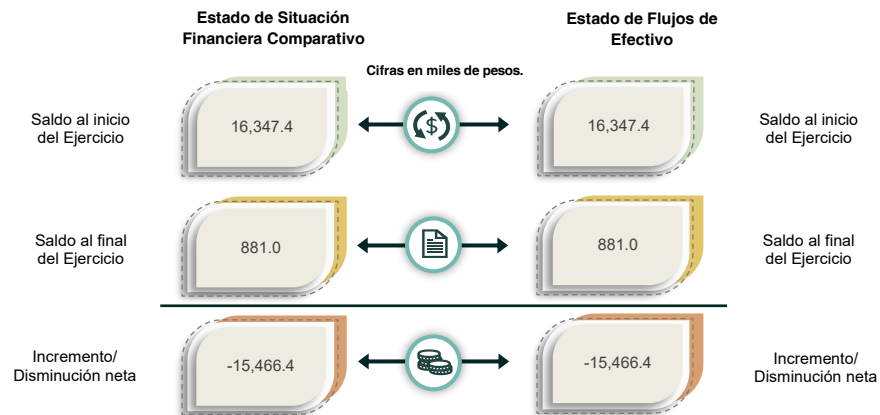 Estado de Situación
Financiera Comparativo
Estado de Flujos de
Efectivo
Cifras en miles de pesos.
Saldo al inicio
del Ejercicio
16,347.4
$
16,347.4
Saldo al inicio
del Ejercicio
Saldo al final
del Ejercicio
881.0
881.0
Saldo al final
del Ejercicio
Incremento/
Disminución neta
-15,466.4
-15,466.4
Incremento/
Disminución neta